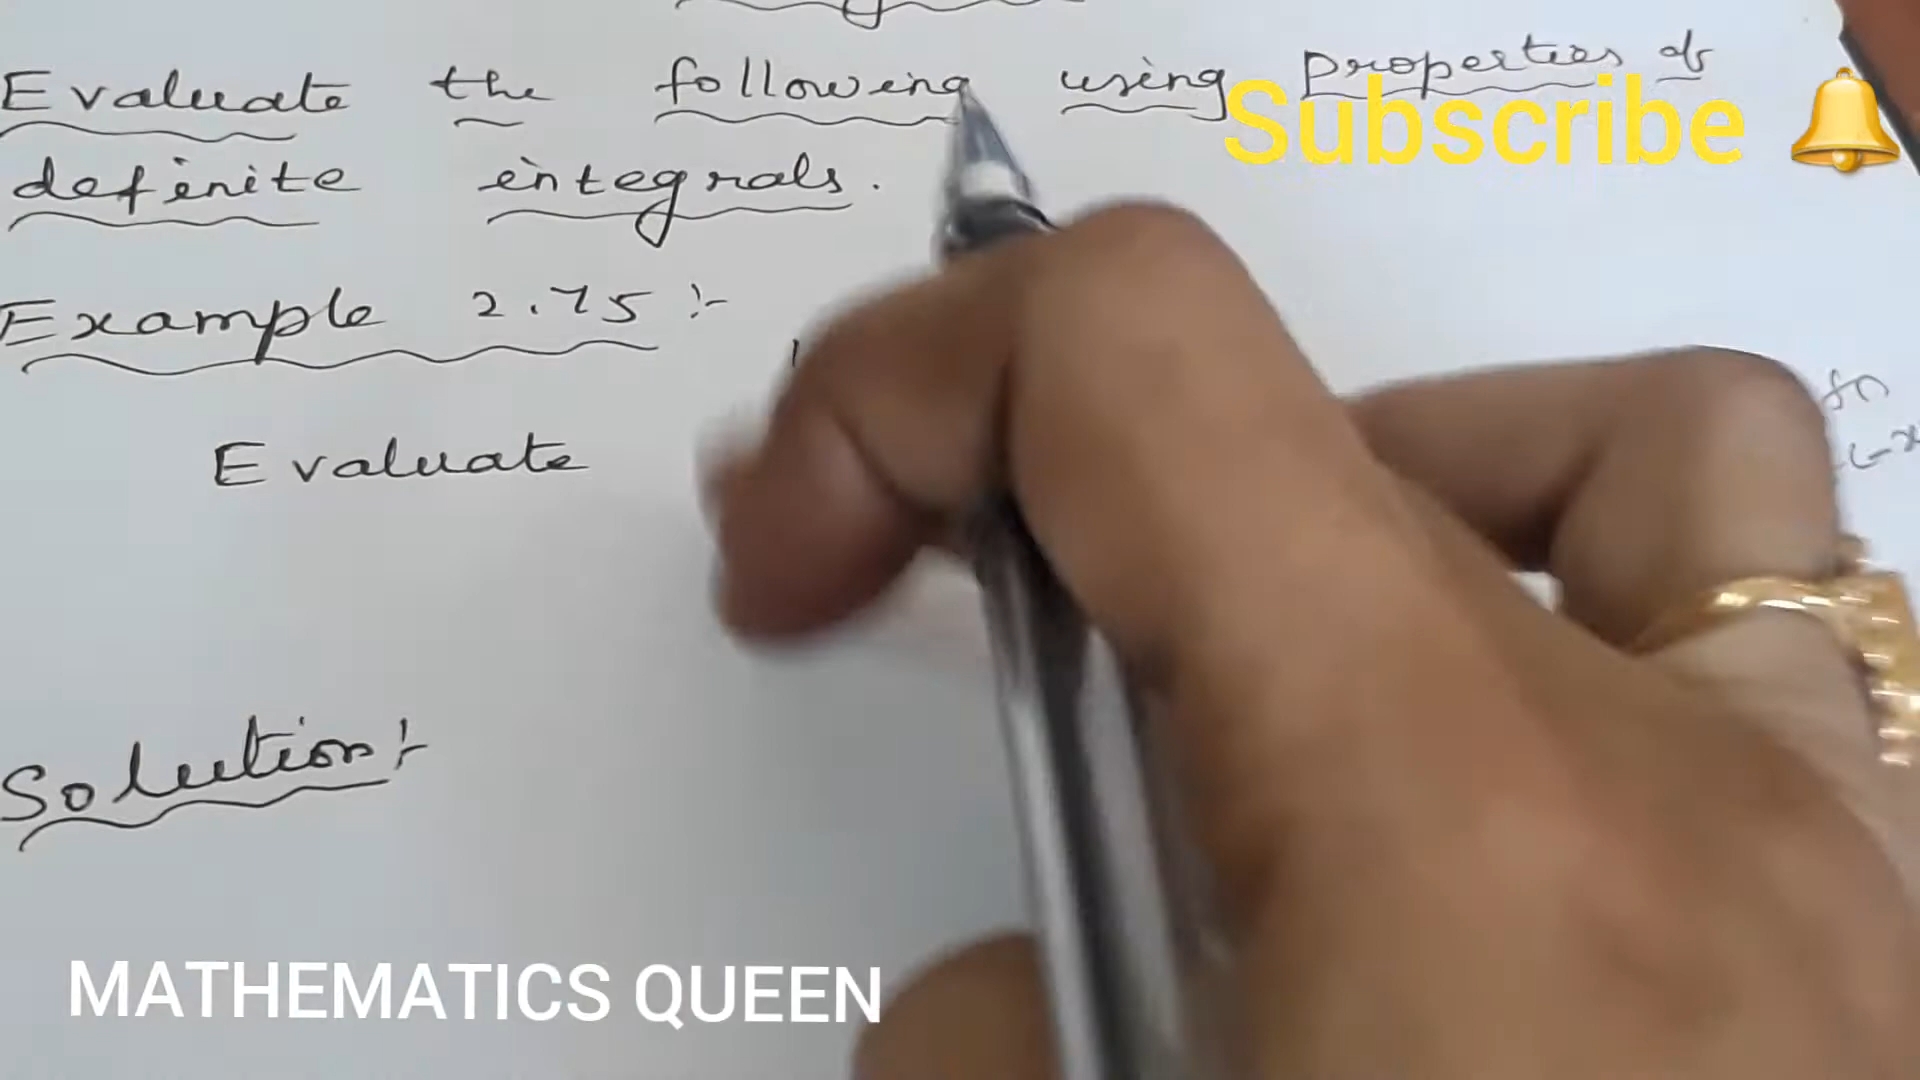 Evaluate the following using Properties of
Subscribe
definite integrals.
Example 2.75 :-
Evaluate
Solution :-
MATHEMATICS QUEEN